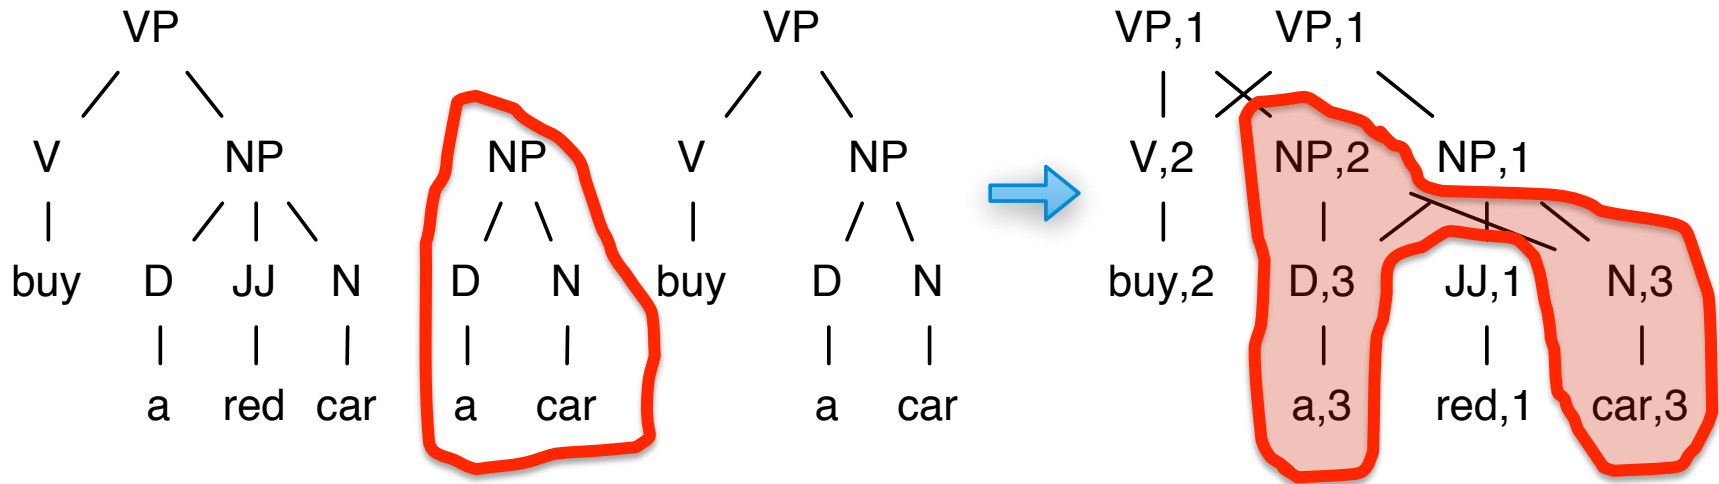 VP VP VP,1 VP,1
V NP NP V NP V,2 NP,2 NP,1
buy D JJ N D N buy D N buy,2 D,3 JJ,1 N,3
a red car a car a car a,3 red,1 car,3